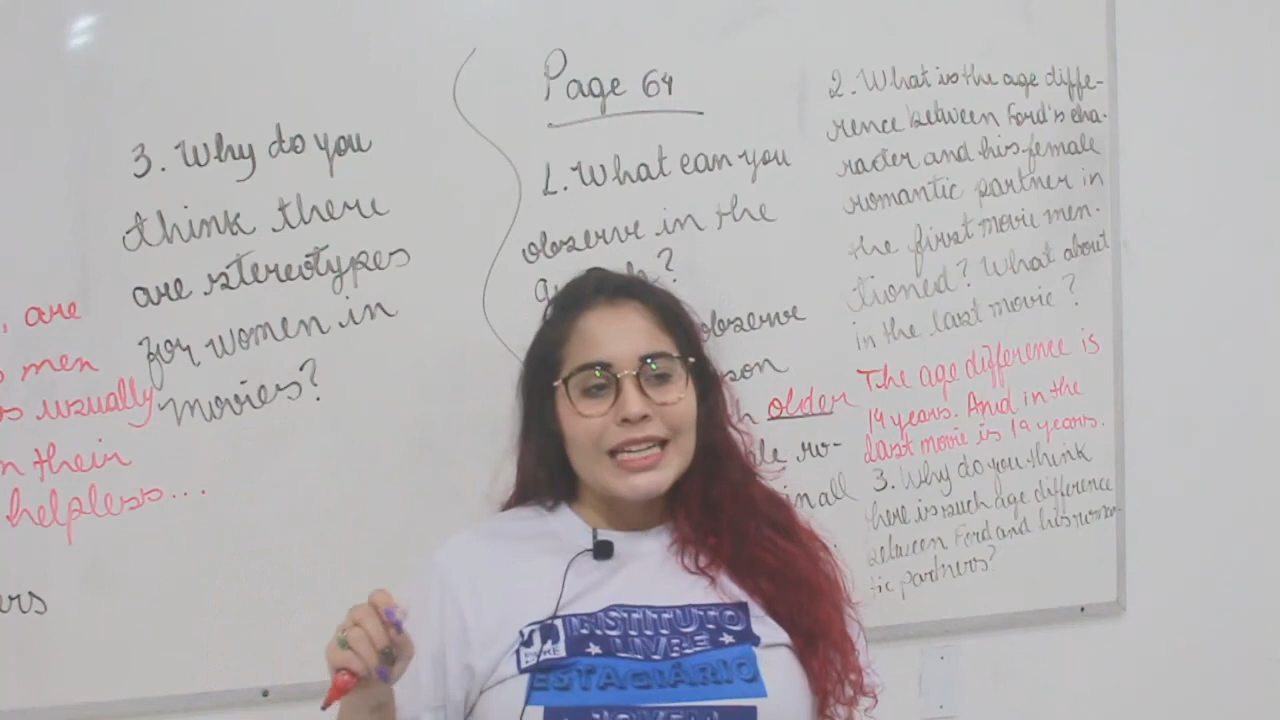 , are
men
usually
n their
helpless...
urs
3. Why do you
think there
are stereotypes
for women in
movies?
Page 64
1. What can you
observe in the
?
observe
son
older
ro-
in all
2. What is the age diffe-
rence between Ford's cha-
racter and his female
romantic partner in
the first movie men-
tioned? What about
in the last movie?
The age difference is
14 years. And in the
last movie is 19 years.
3. Why do you think
there is such age difference
between Ford and his roman-
tic partners?
INSTITUTO
LIVRE
ESTAGIÁRIO
JOVEM